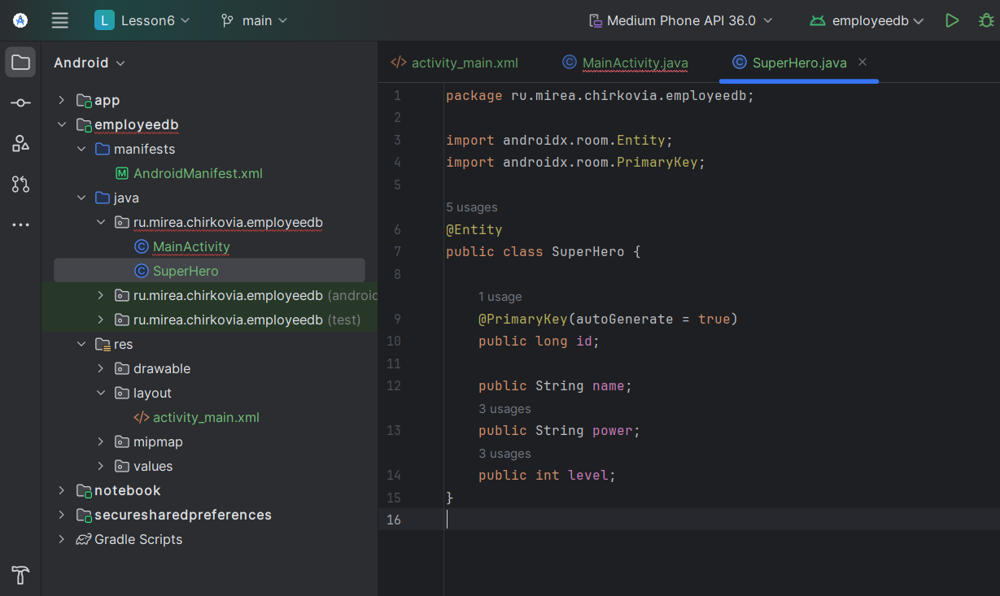 L Lesson6 main Medium Phone API 36.0 employeedb
Android
activity_main.xml MainActivity.java SuperHero.java
app
employeedb
manifests
M AndroidManifest.xml
java
ru.mirea.chirkovia.employeedb
C MainActivity
C SuperHero
ru.mirea.chirkovia.employeedb (androic
ru.mirea.chirkovia.employeedb (test)
res
drawable
layout
</> activity_main.xml
mipmap
values
notebook
securesharedpreferences
Gradle Scripts
1 package ru.mirea.chirkovia.employeedb;
2
3 import androidx.room.Entity;
4 import androidx.room.PrimaryKey;
5
5 usages
6 @Entity
7 public class SuperHero {
8
1 usage
9 @PrimaryKey(autoGenerate = true)
10 public long id;
11
12 public String name;
3 usages
13 public String power;
3 usages
14 public int level;
15 }
16